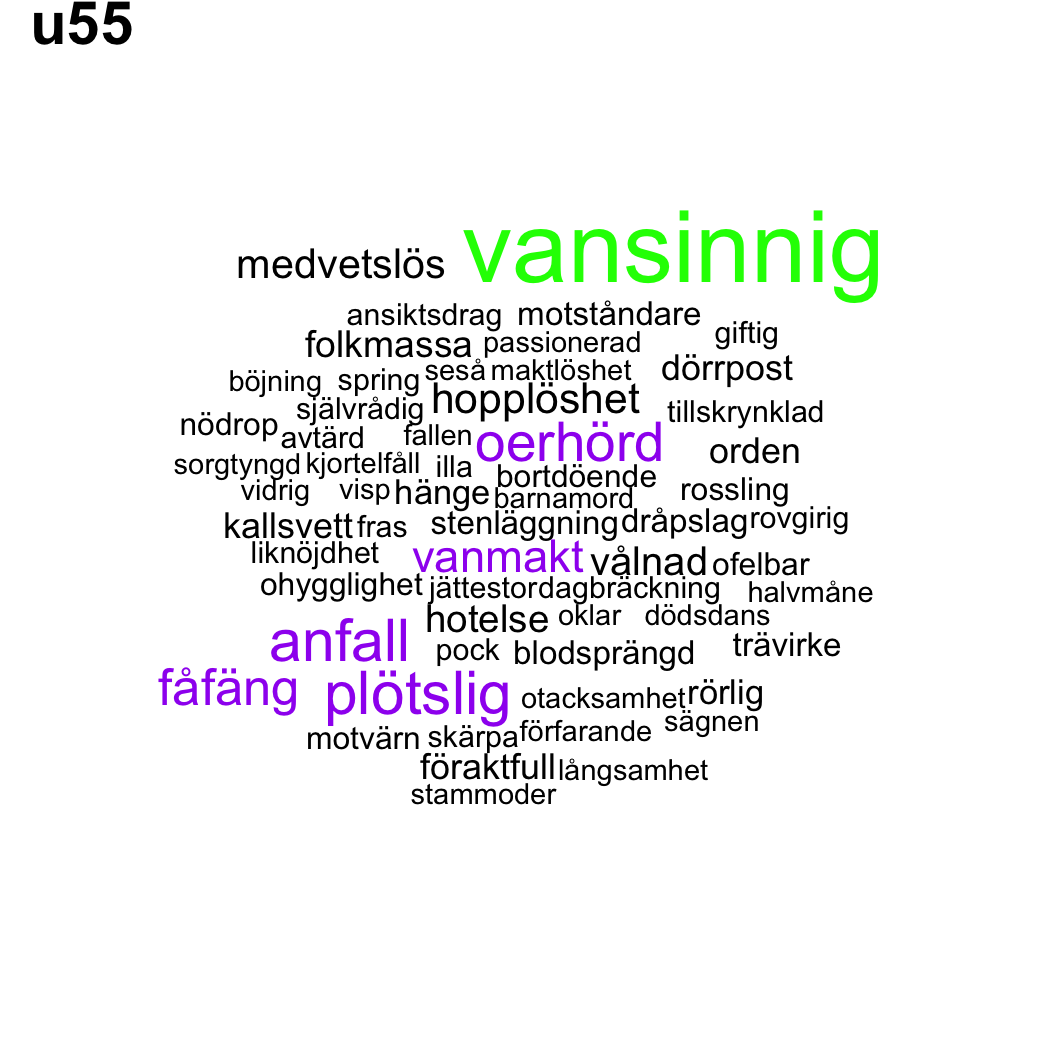 u55
medvetslös vansinnig
ansiktsdrag motståndare
folkmassa passionerad giftig
böjning spring seså maktlöshet dörrpost
nödrop självrådig hopplöshet tillskrynklad
avtärd fallen oerhörd orden
sorgtyngd kjortelfåll illa bortdöende
vidrig visp hänge barnamord rossling
kallsvett fras stenläggning dråpslag rovgirig
liknöjdhet vanmakt vålnad ofelbar
ohygglighet jättestor dagbräckning halvmåne
anfall hotelse oklar dödsdans
pock blodsprängd trävirke
fåfäng plötslig otacksamhet rörlig
motvärn skärpa förfarande sägnen
föraktfull långsamhet
stammoder